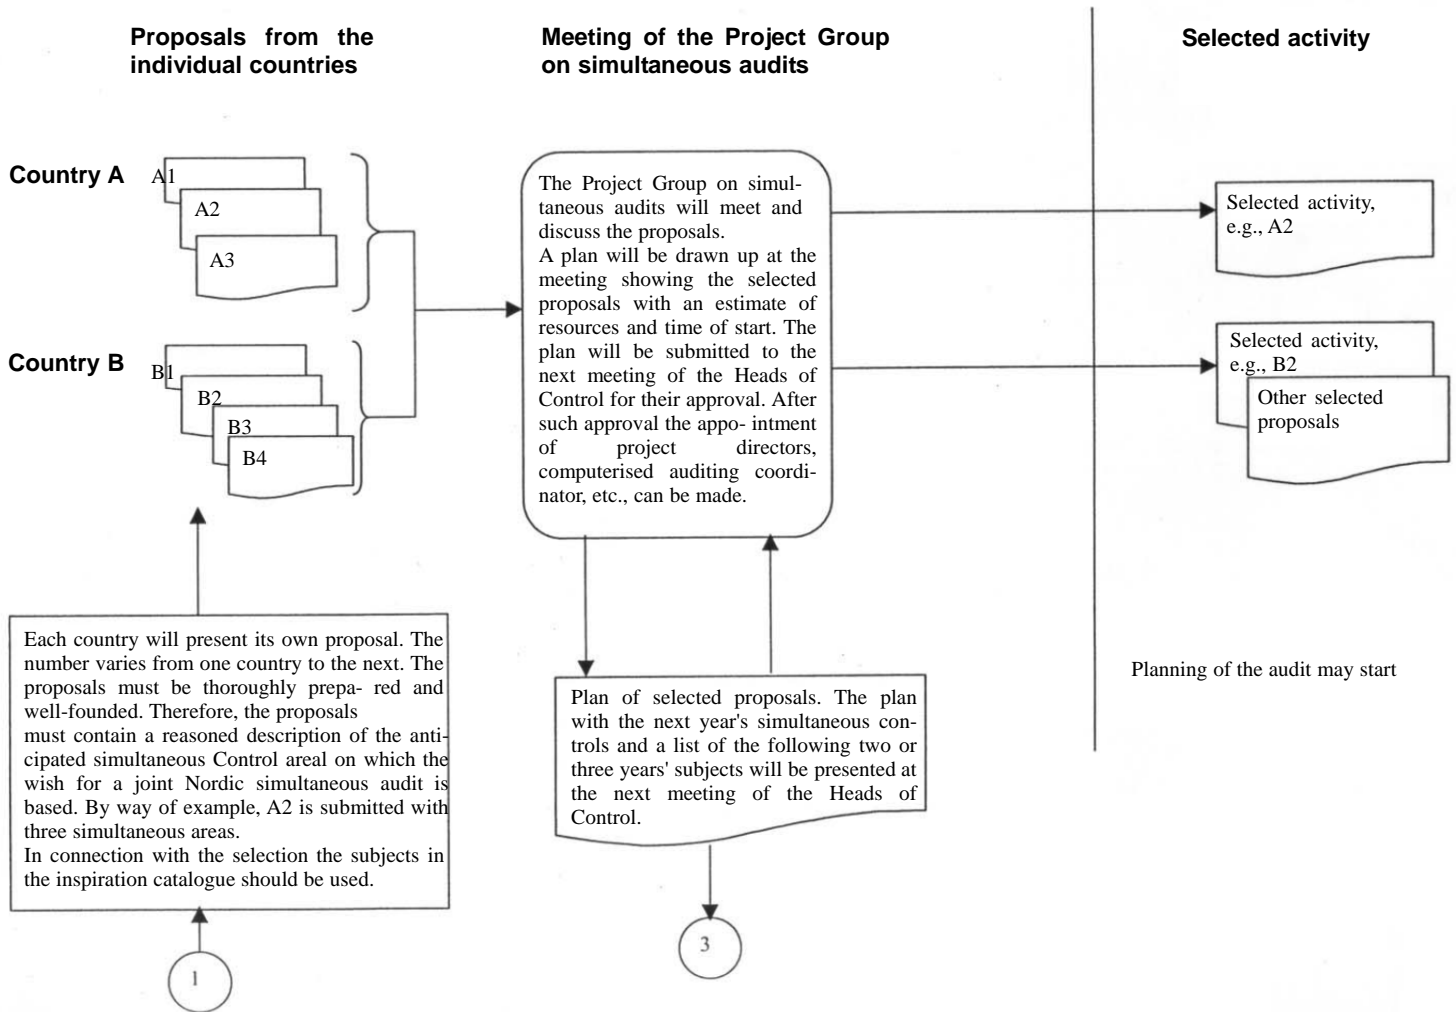 Proposals from the
individual countries
Meeting of the Project Group
on simultaneous audits
Selected activity
Country A
A1
A2
A3
Country B
B1
B2
B3
B4
The Project Group on simul-
taneous audits will meet and
discuss the proposals.
A plan will be drawn up at the
meeting showing the selected
proposals with an estimate of
resources and time of start. The
plan will be submitted to the
next meeting of the Heads of
Control for their approval. After
such approval the appo- intment
of project directors,
computerised auditing coordi-
nator, etc., can be made.
Selected activity,
e.g., A2
Selected activity,
e.g., B2
Other selected
proposals
Each country will present its own proposal. The
number varies from one country to the next. The
proposals must be thoroughly prepa- red and
well-founded. Therefore, the proposals
must contain a reasoned description of the anti-
cipated simultaneous Control areal on which the
wish for a joint Nordic simultaneous audit is
based. By way of example, A2 is submitted with
three simultaneous areas.
In connection with the selection the subjects in
the inspiration catalogue should be used.
1
Plan of selected proposals. The plan
with the next year's simultaneous con-
trols and a list of the following two or
three years' subjects will be presented at
the next meeting of the Heads of
Control.
3
Planning of the audit may start